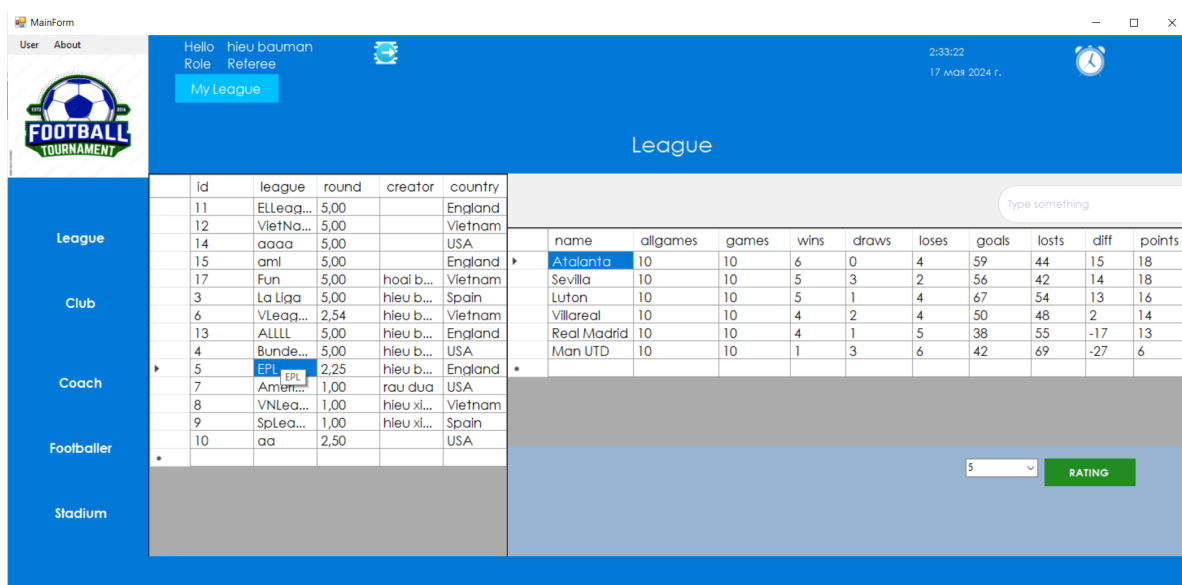 MainForm
User About
Hello hieu bauman
Role Referee
My League
2:33:22
17 мая 2024 г.
ESTD 2016
FOOTBALL
TOURNAMENT
League
League
Club
Coach
Footballer
Stadium
id league round creator country
11 ELLeag... 5,00 England
12 VietNa... 5,00 Vietnam
14 aaaa 5,00 USA
15 aml 5,00 England
17 Fun 5,00 hoai b... Vietnam
3 La Liga 5,00 hieu b... Spain
6 VLeag... 2,54 hieu b... Vietnam
13 ALLLL 5,00 hieu b... England
4 Bunde... 5,00 hieu b... USA
5 EPL 2,25 hieu b... England
EPL
7 Ameri... 1,00 rau dua USA
8 VNLea... 1,00 hieu xi... Vietnam
9 SpLea... 1,00 hieu xi... Spain
10 aa 2,50 USA
Type something
name allgames games wins draws loses goals losts diff points
Atalanta 10 10 6 0 4 59 44 15 18
Sevilla 10 10 5 3 2 56 42 14 18
Luton 10 10 5 1 4 67 54 13 16
Villareal 10 10 4 2 4 50 48 2 14
Real Madrid 10 10 4 1 5 38 55 -17 13
Man UTD 10 10 1 3 6 42 69 -27 6
5
RATING